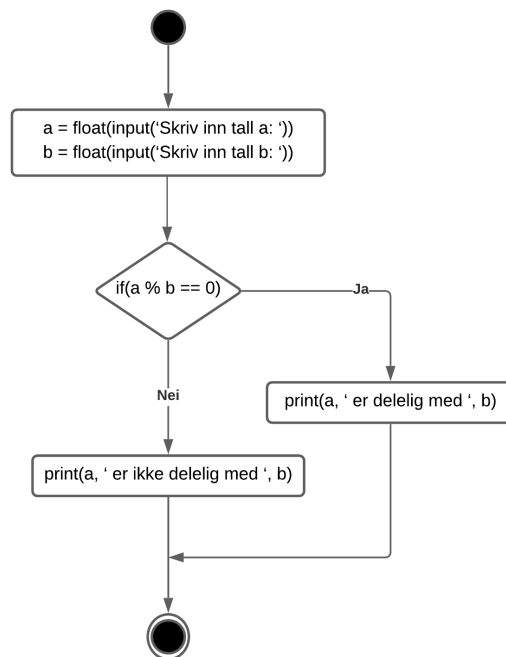 a = float(input(‘Skriv inn tall a: ‘))
b = float(input(‘Skriv inn tall b: ‘))
if(a % b == 0)
Ja
Nei
print(a, ‘ er delelig med ‘, b)
print(a, ‘ er ikke delelig med ‘, b)